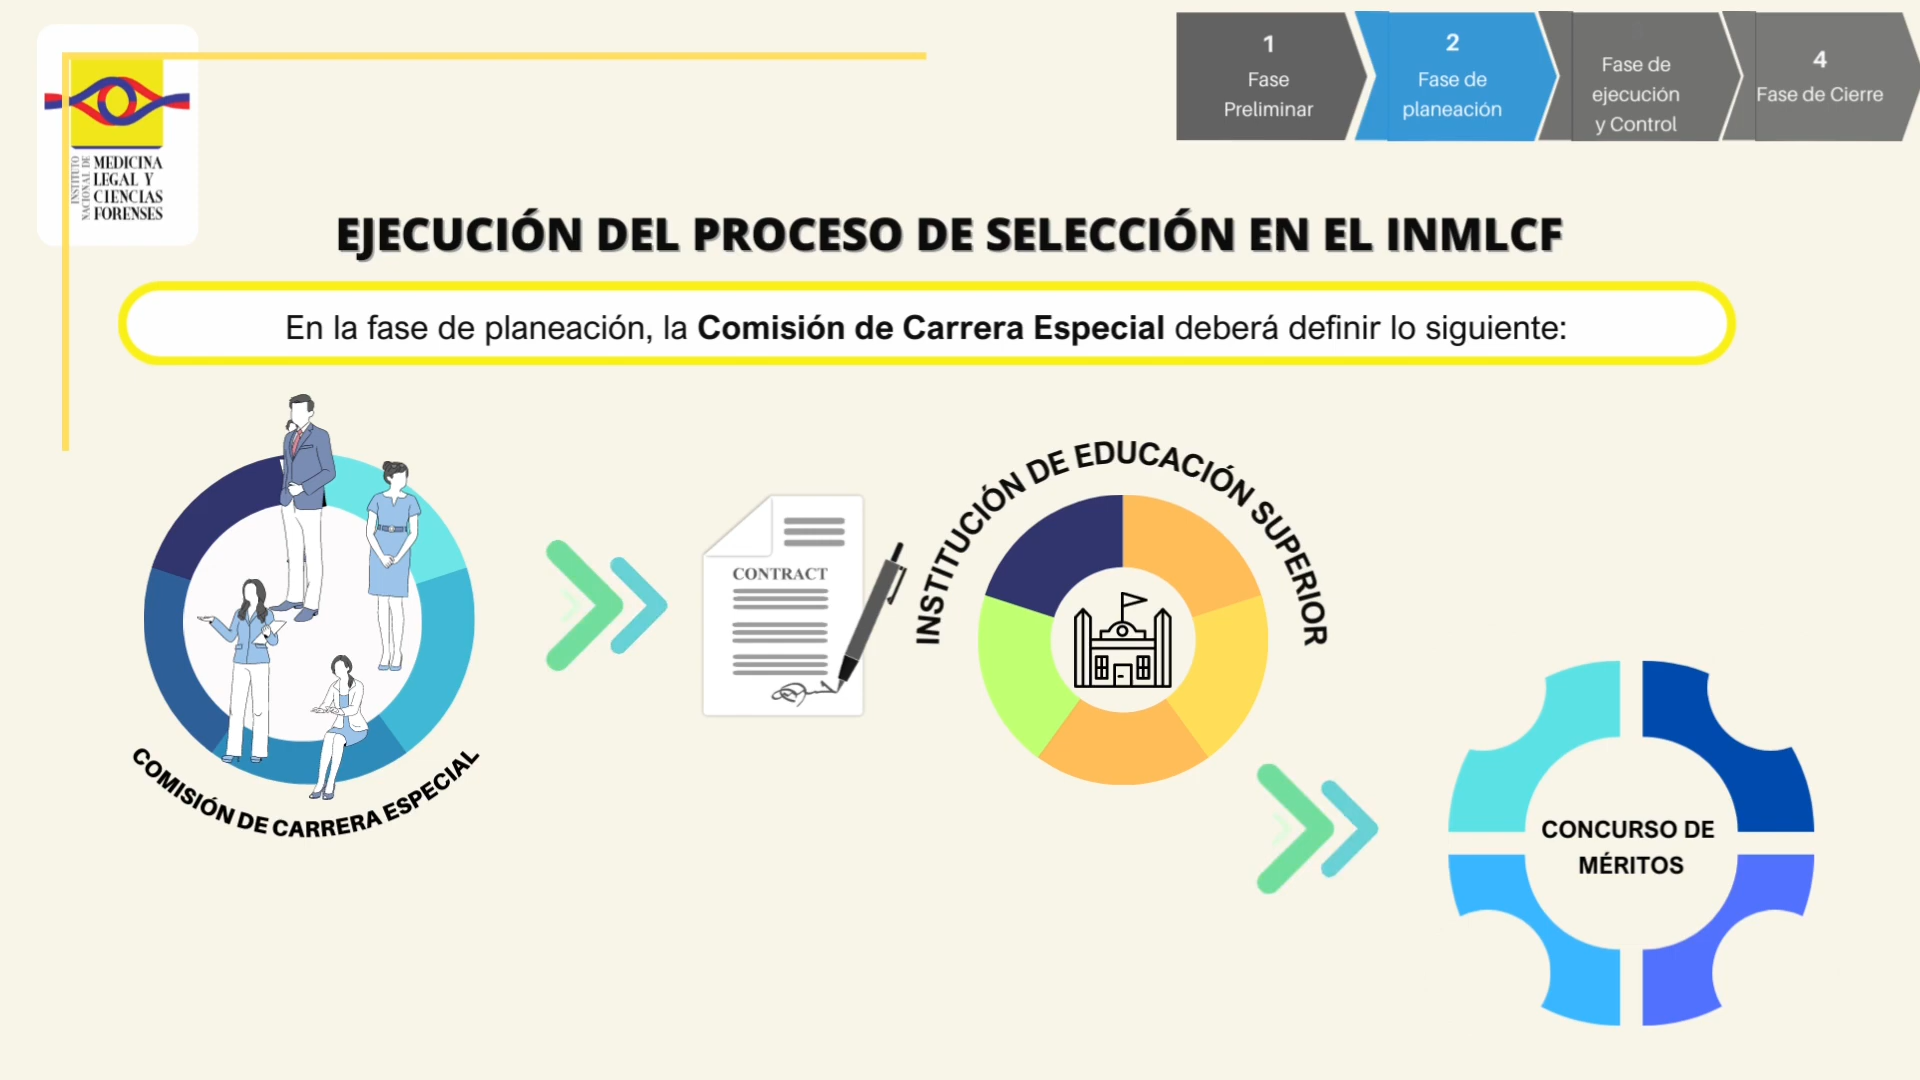 1
Fase
Preliminar
2
Fase de
planeación
Fase de
ejecución
y Control
4
Fase de Cierre
INSTITUTO
NACIONAL DE
MEDICINA
LEGAL Y
CIENCIAS
FORENSES
EJECUCIÓN DEL PROCESO DE SELECCIÓN EN EL INMLCF
En la fase de planeación, la Comisión de Carrera Especial deberá definir lo siguiente:
COMISIÓN DE CARRERA ESPECIAL
CONTRACT
INSTITUCIÓN DE EDUCACIÓN SUPERIOR
CONCURSO DE
MÉRITOS